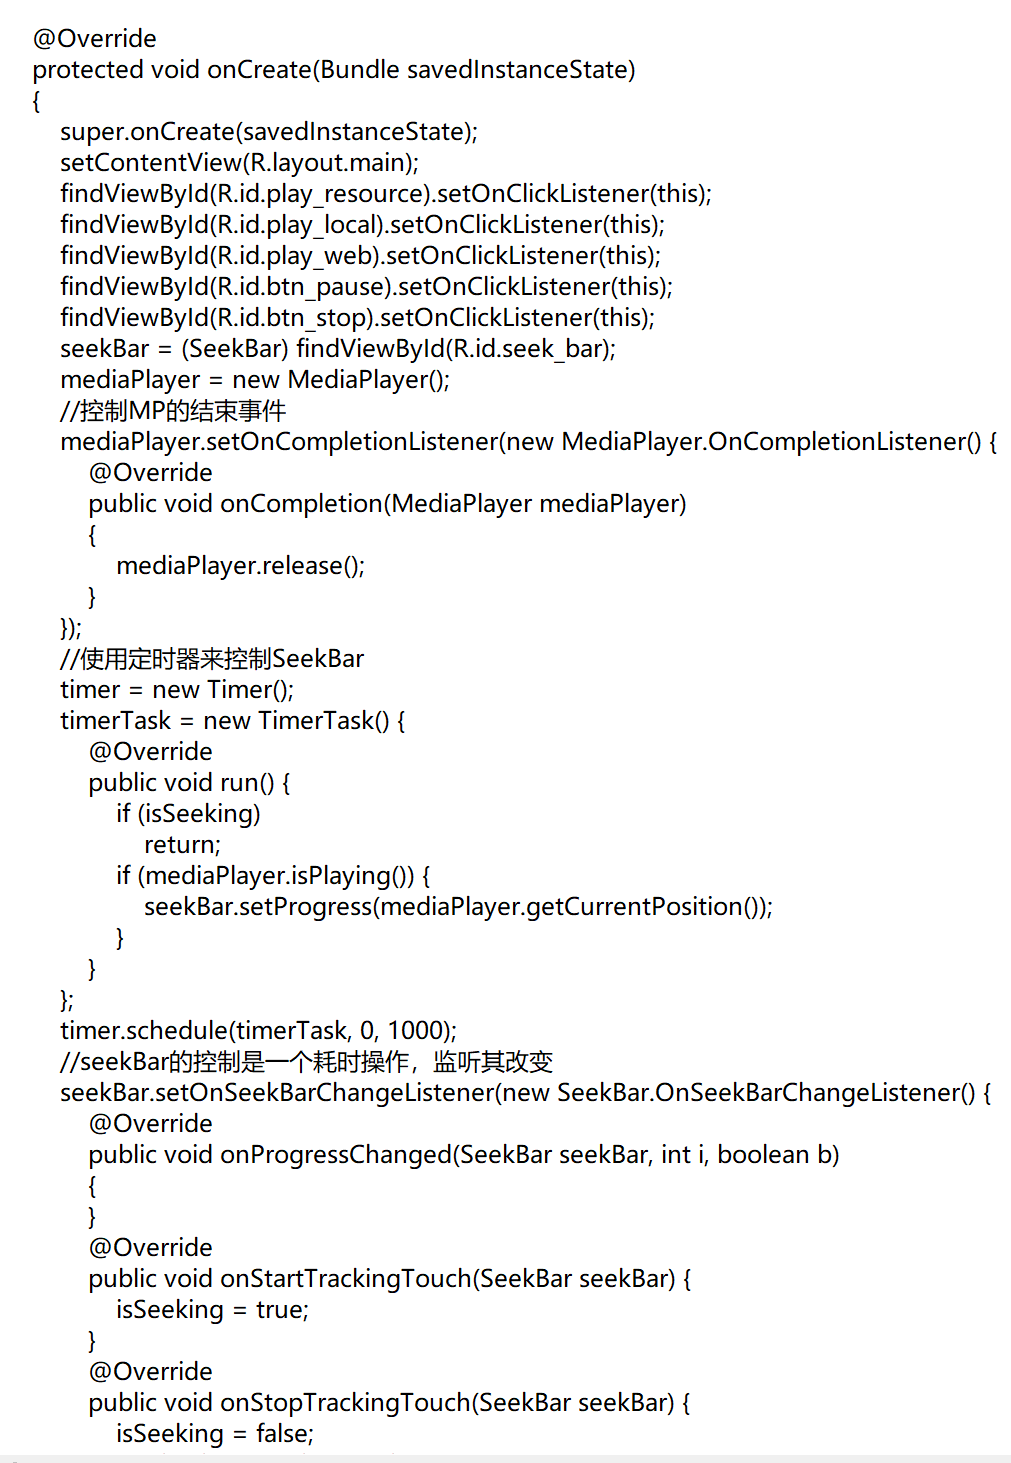 @Override
protected void onCreate(Bundle savedInstanceState)
{
super.onCreate(savedInstanceState);
setContentView(R.layout.main);
findViewById(R.id.play_resource).setOnClickListener(this);
findViewById(R.id.play_local).setOnClickListener(this);
findViewById(R.id.play_web).setOnClickListener(this);
findViewById(R.id.btn_pause).setOnClickListener(this);
findViewById(R.id.btn_stop).setOnClickListener(this);
seekBar = (SeekBar) findViewById(R.id.seek_bar);
mediaPlayer = new MediaPlayer();
//控制MP的结束事件
mediaPlayer.setOnCompletionListener(new MediaPlayer.OnCompletionListener() {
@Override
public void onCompletion(MediaPlayer mediaPlayer)
{
mediaPlayer.release();
}
});
//使用定时器来控制SeekBar
timer = new Timer();
timerTask = new TimerTask() {
@Override
public void run() {
if (isSeeking)
return;
if (mediaPlayer.isPlaying()) {
seekBar.setProgress(mediaPlayer.getCurrentPosition());
}
}
};
timer.schedule(timerTask, 0, 1000);
//seekBar的控制是一个耗时操作，监听其改变
seekBar.setOnSeekBarChangeListener(new SeekBar.OnSeekBarChangeListener() {
@Override
public void onProgressChanged(SeekBar seekBar, int i, boolean b)
{
}
@Override
public void onStartTrackingTouch(SeekBar seekBar) {
isSeeking = true;
}
@Override
public void onStopTrackingTouch(SeekBar seekBar) {
isSeeking = false;